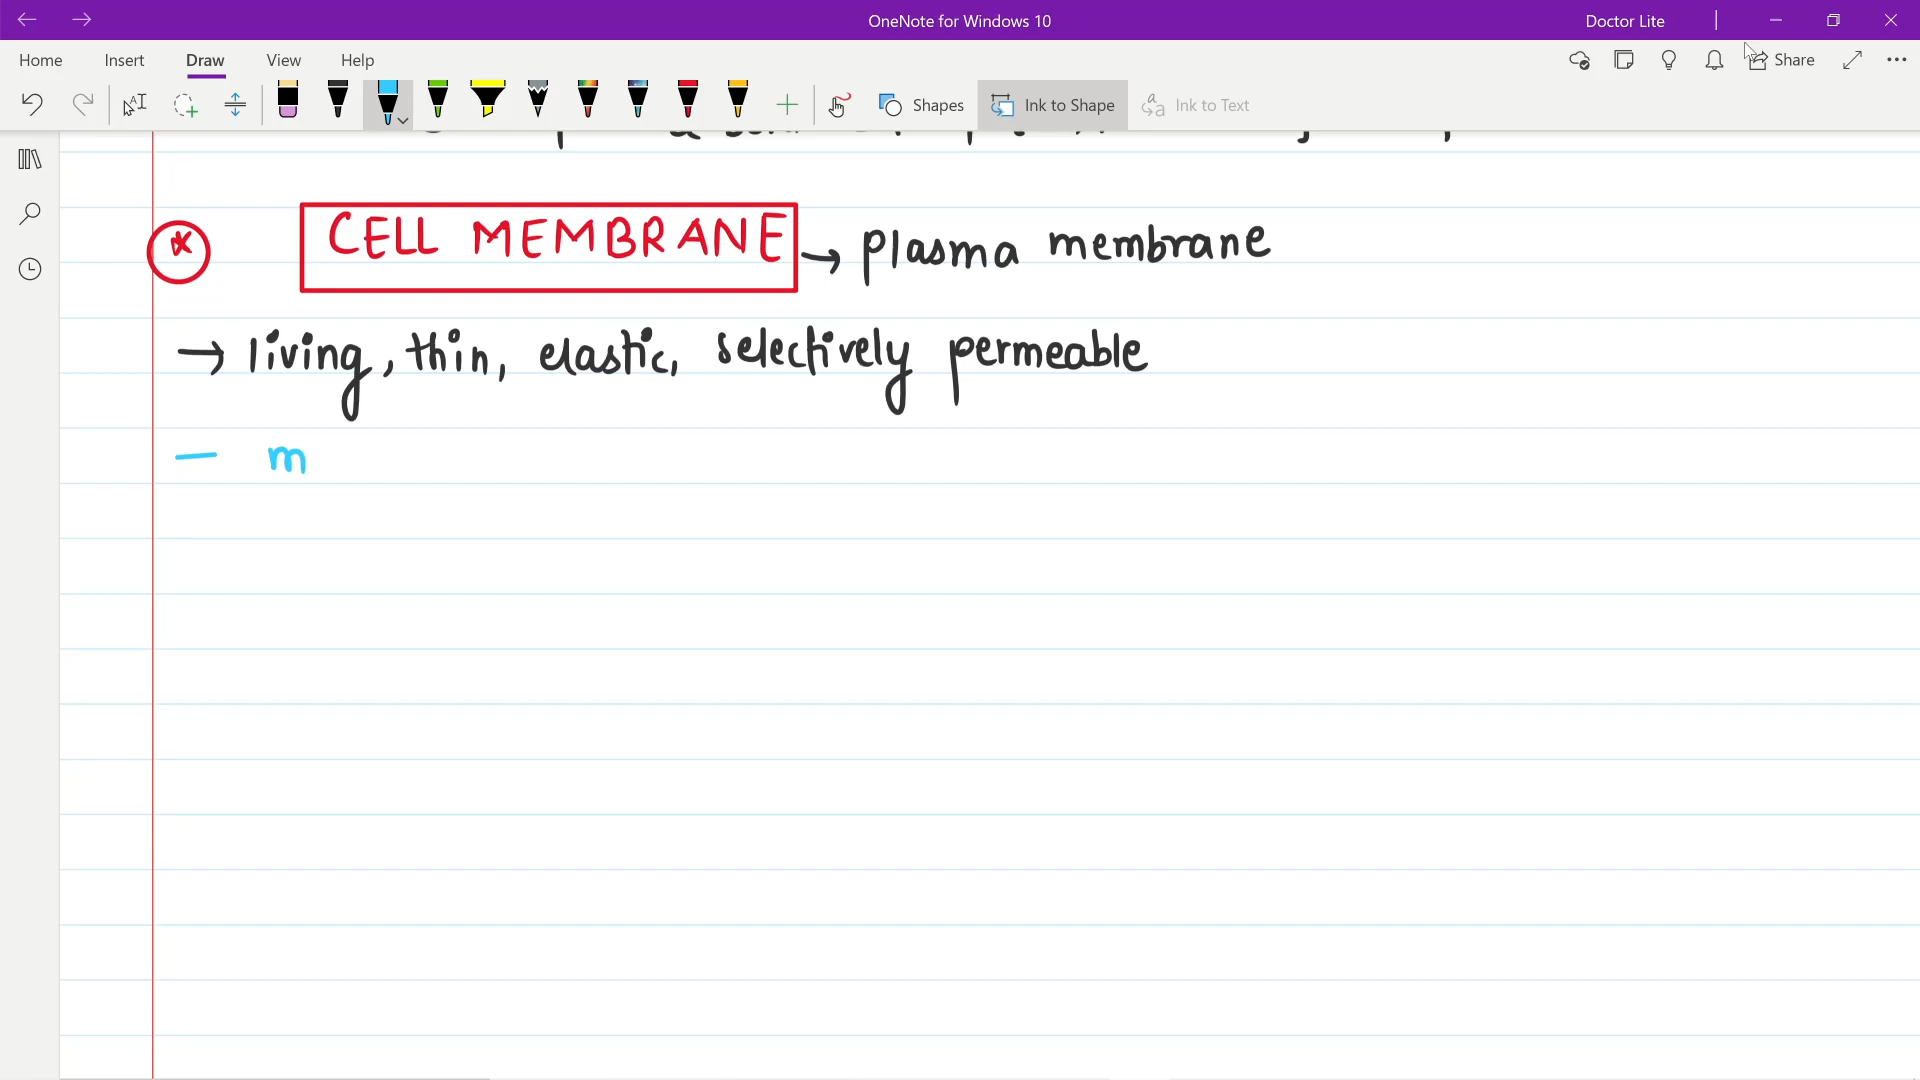 OneNote for Windows 10
Doctor Lite
Home Insert Draw View Help
Share
Shapes Ink to Shape Ink to Text
* CELL MEMBRANE → plasma membrane
→ living, thin, elastic, selectively permeable
— m